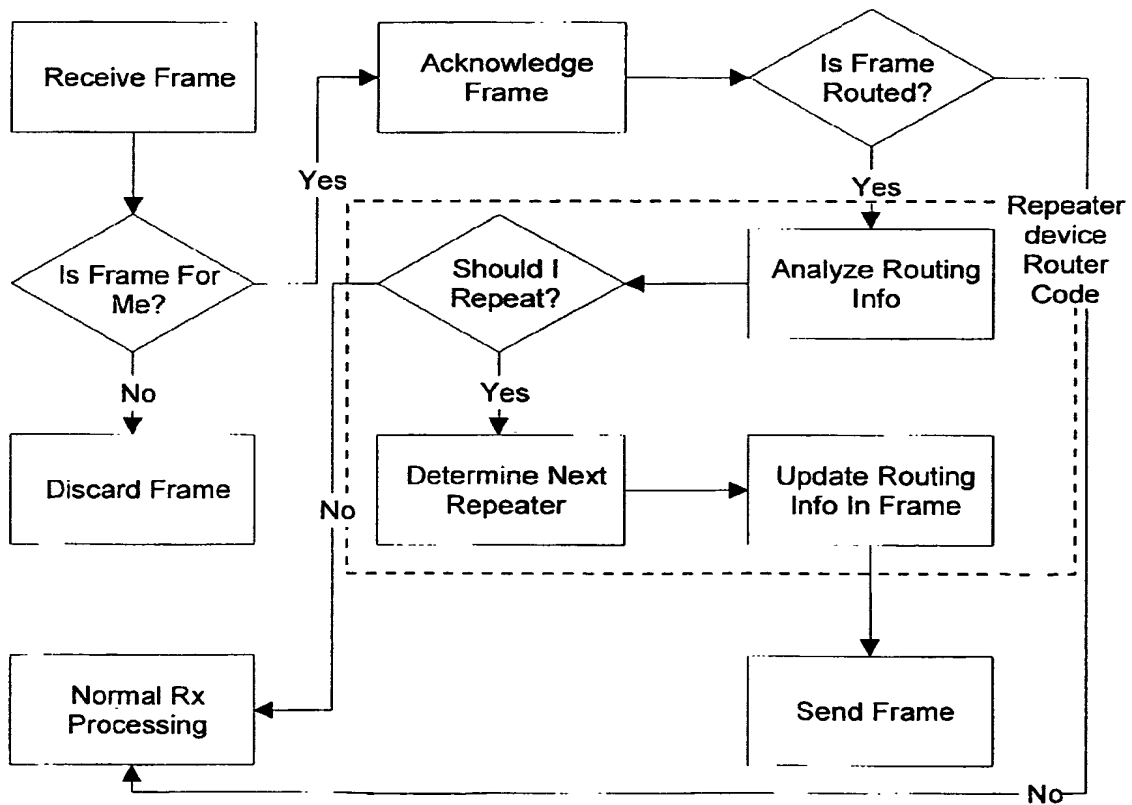 Receive Frame
Acknowledge
Frame
Is Frame
Routed?
Yes
Yes
Repeater
device
Router
Code
Is Frame For
Me?
Should I
Repeat?
Analyze Routing
Info
No
Yes
Discard Frame
No
Determine Next
Repeater
Update Routing
Info In Frame
Normal Rx
Processing
Send Frame
No